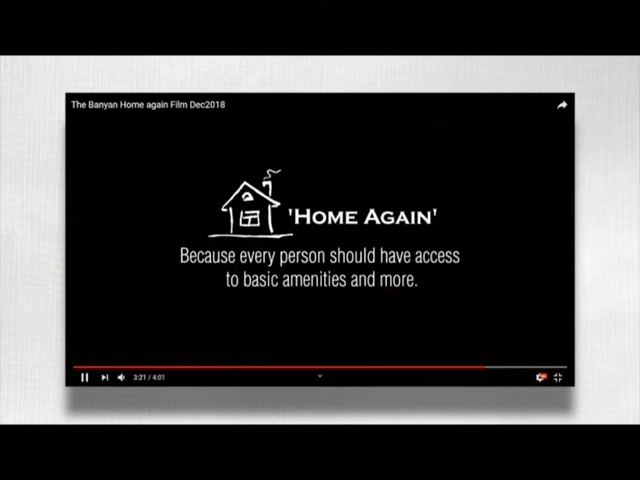 The Banyan Home again Film Dec2018
'HOME AGAIN'
Because every person should have access
to basic amenities and more.
3:21 / 4:01